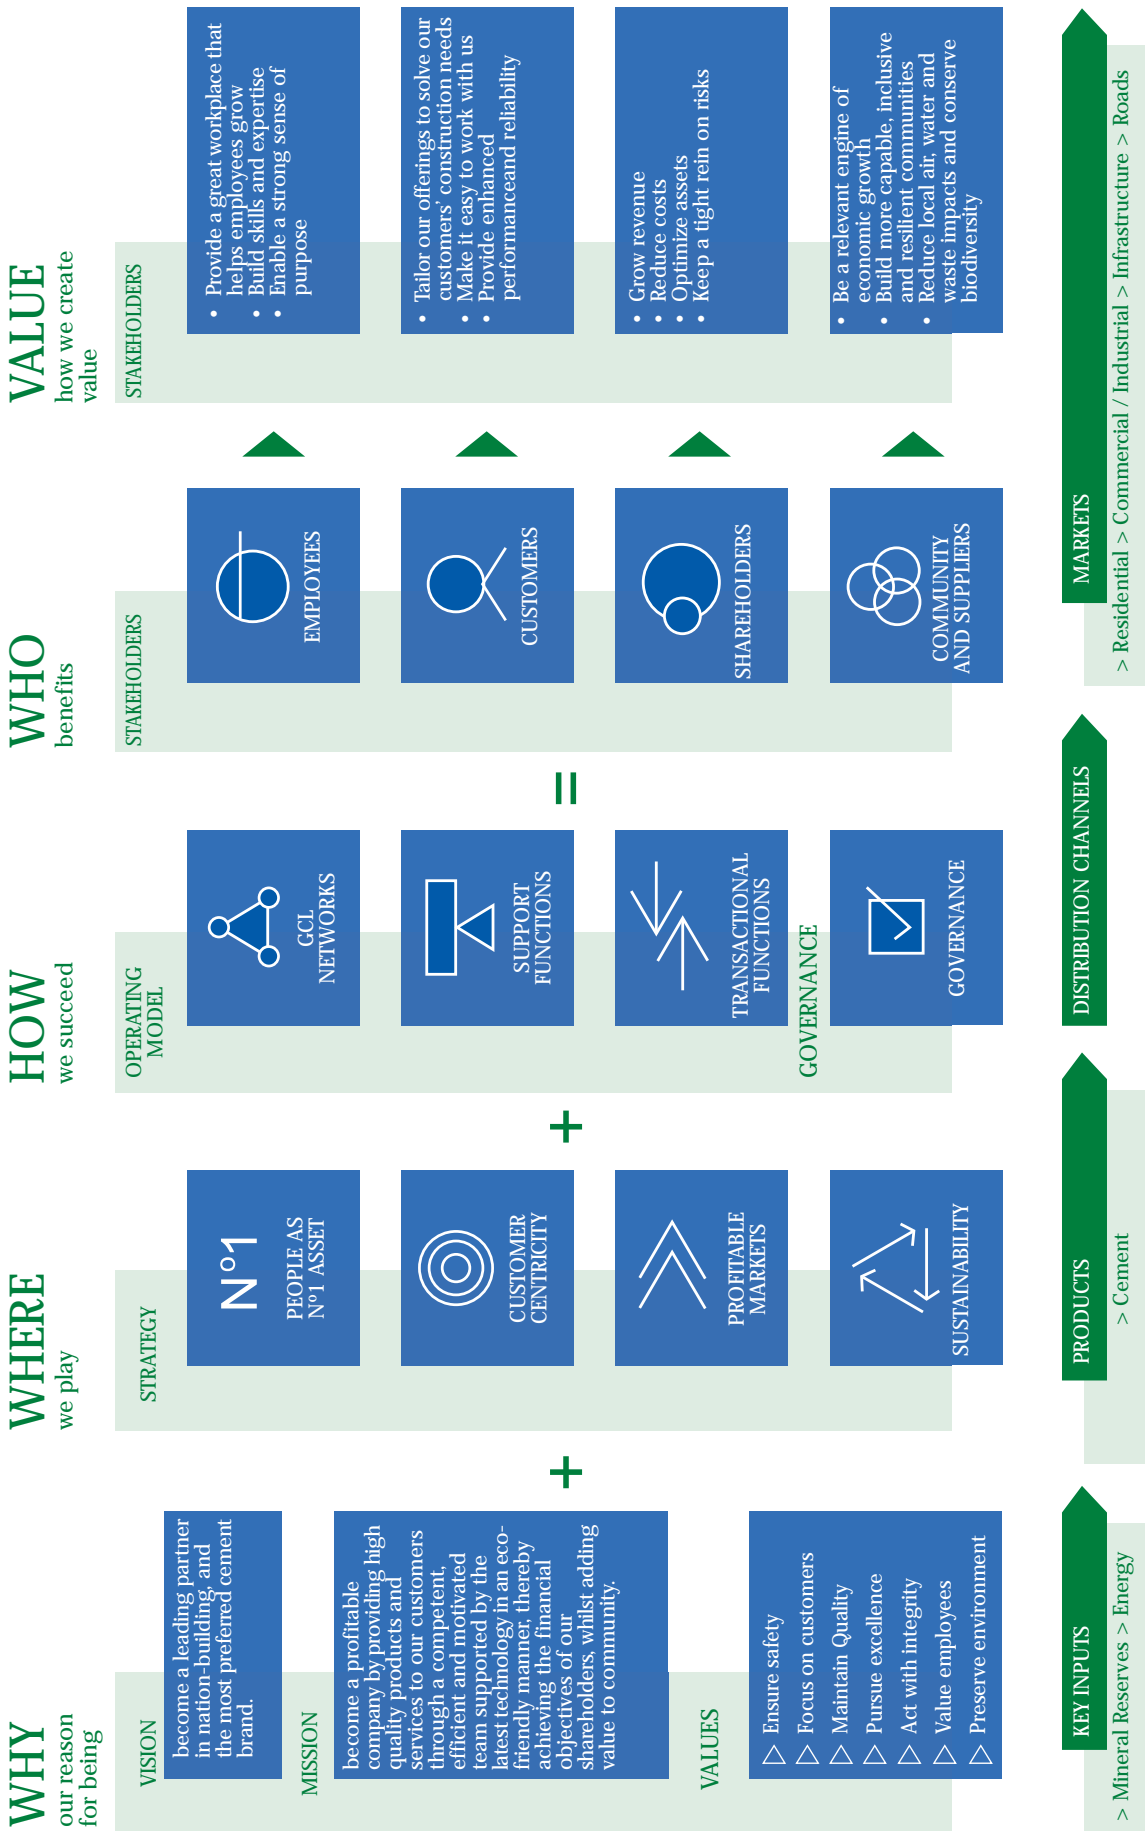 WHY
our reason
for being
VISION
become a leading partner
in nation-building, and
the most preferred cement
brand.
MISSION
become a profitable
company by providing high
quality products and
services to our customers
through a competent,
efficient and motivated
team supported by the
latest technology in an eco-
friendly manner, thereby
achieving the financial
objectives of our
shareholders, whilst adding
value to community.
VALUES
Ensure safety
Focus on customers
Maintain Quality
Pursue excellence
Act with integrity
Value employees
Preserve environment
+
WHERE
we play
STRATEGY
Nº1
PEOPLE AS
Nº1 ASSET
CUSTOMER
CENTRICITY
PROFITABLE
MARKETS
SUSTAINABILITY
+
HOW
we succeed
OPERATING
MODEL
GCL
NETWORKS
SUPPORT
FUNCTIONS
TRANSACTIONAL
FUNCTIONS
GOVERNANCE
GOVERNANCE
=
WHO
benefits
STAKEHOLDERS
EMPLOYEES
CUSTOMERS
SHAREHOLDERS
COMMUNITY
AND SUPPLIERS
VALUE
how we create
value
STAKEHOLDERS
• Provide a great workplace that
helps employees grow
• Build skills and expertise
• Enable a strong sense of
purpose
• Tailor our offerings to solve our
customers’ construction needs
• Make it easy to work with us
• Provide enhanced
performanceand reliability
• Grow revenue
• Reduce costs
• Optimize assets
• Keep a tight rein on risks
• Be a relevant engine of
economic growth
• Build more capable, inclusive
and resilient communities
• Reduce local air, water and
waste impacts and conserve
biodiversity
KEY INPUTS
> Mineral Reserves > Energy
PRODUCTS
> Cement
DISTRIBUTION CHANNELS
MARKETS
> Residential > Commercial / Industrial > Infrastructure > Roads